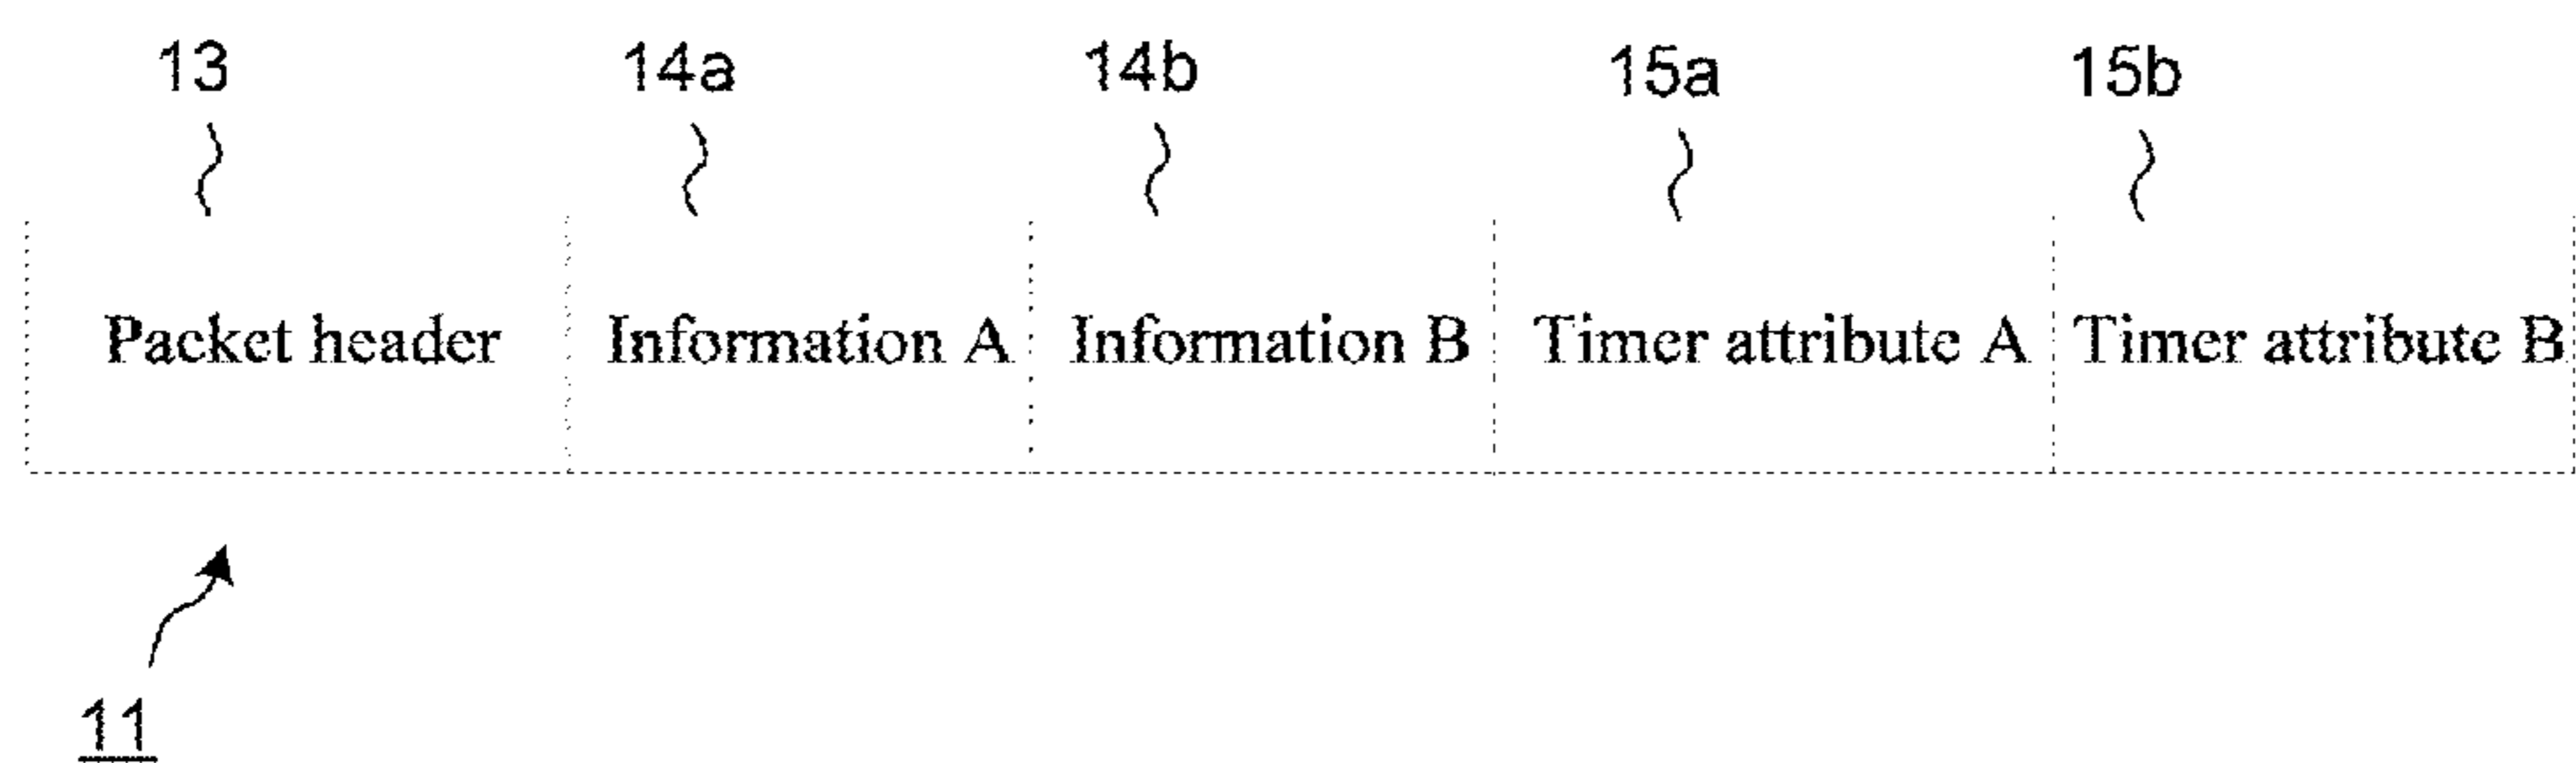 13 14a 14b 15a 15b
Packet header Information A Information B Timer attribute A Timer attribute B
11